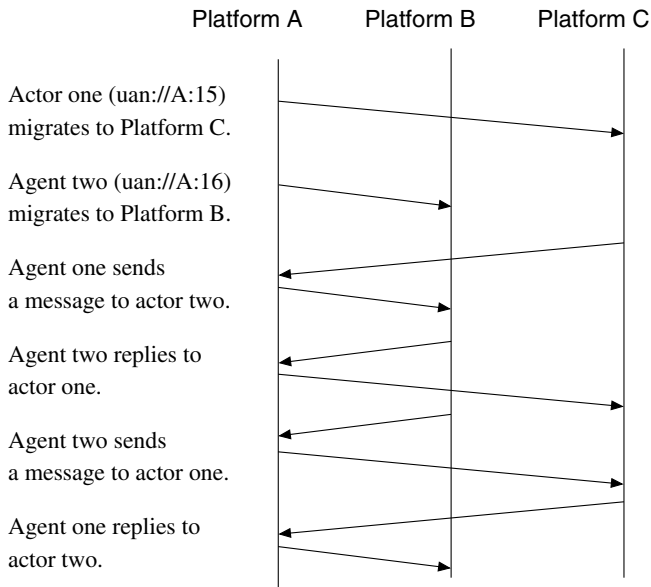 Platform A Platform B Platform C
Actor one (uan://A:15)
migrates to Platform C.
Agent two (uan://A:16)
migrates to Platform B.
Agent one sends
a message to actor two.
Agent two replies to
actor one.
Agent two sends
a message to actor one.
Agent one replies to
actor two.